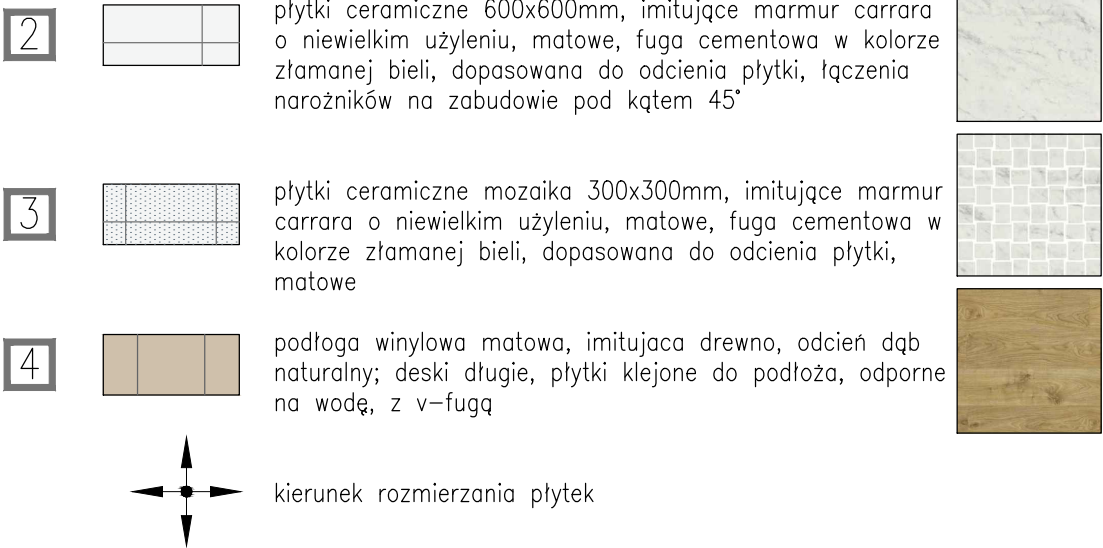 2
płytki ceramiczne 600x600mm, imitujące marmur carrara
o niewielkim użyleniu, matowe, fuga cementowa w kolorze
złamanej bieli, dopasowana do odcienia płytki, łączenia
narożników na zabudowie pod kątem 45°
3
płytki ceramiczne mozaika 300x300mm, imitujące marmur
carrara o niewielkim użyleniu, matowe, fuga cementowa w
kolorze złamanej bieli, dopasowana do odcienia płytki,
matowe
4
podłoga winylowa matowa, imitujaca drewno, odcień dąb
naturalny; deski długie, płytki klejone do podłoża, odporne
na wodę, z v-fugą
kierunek rozmierzania płytek